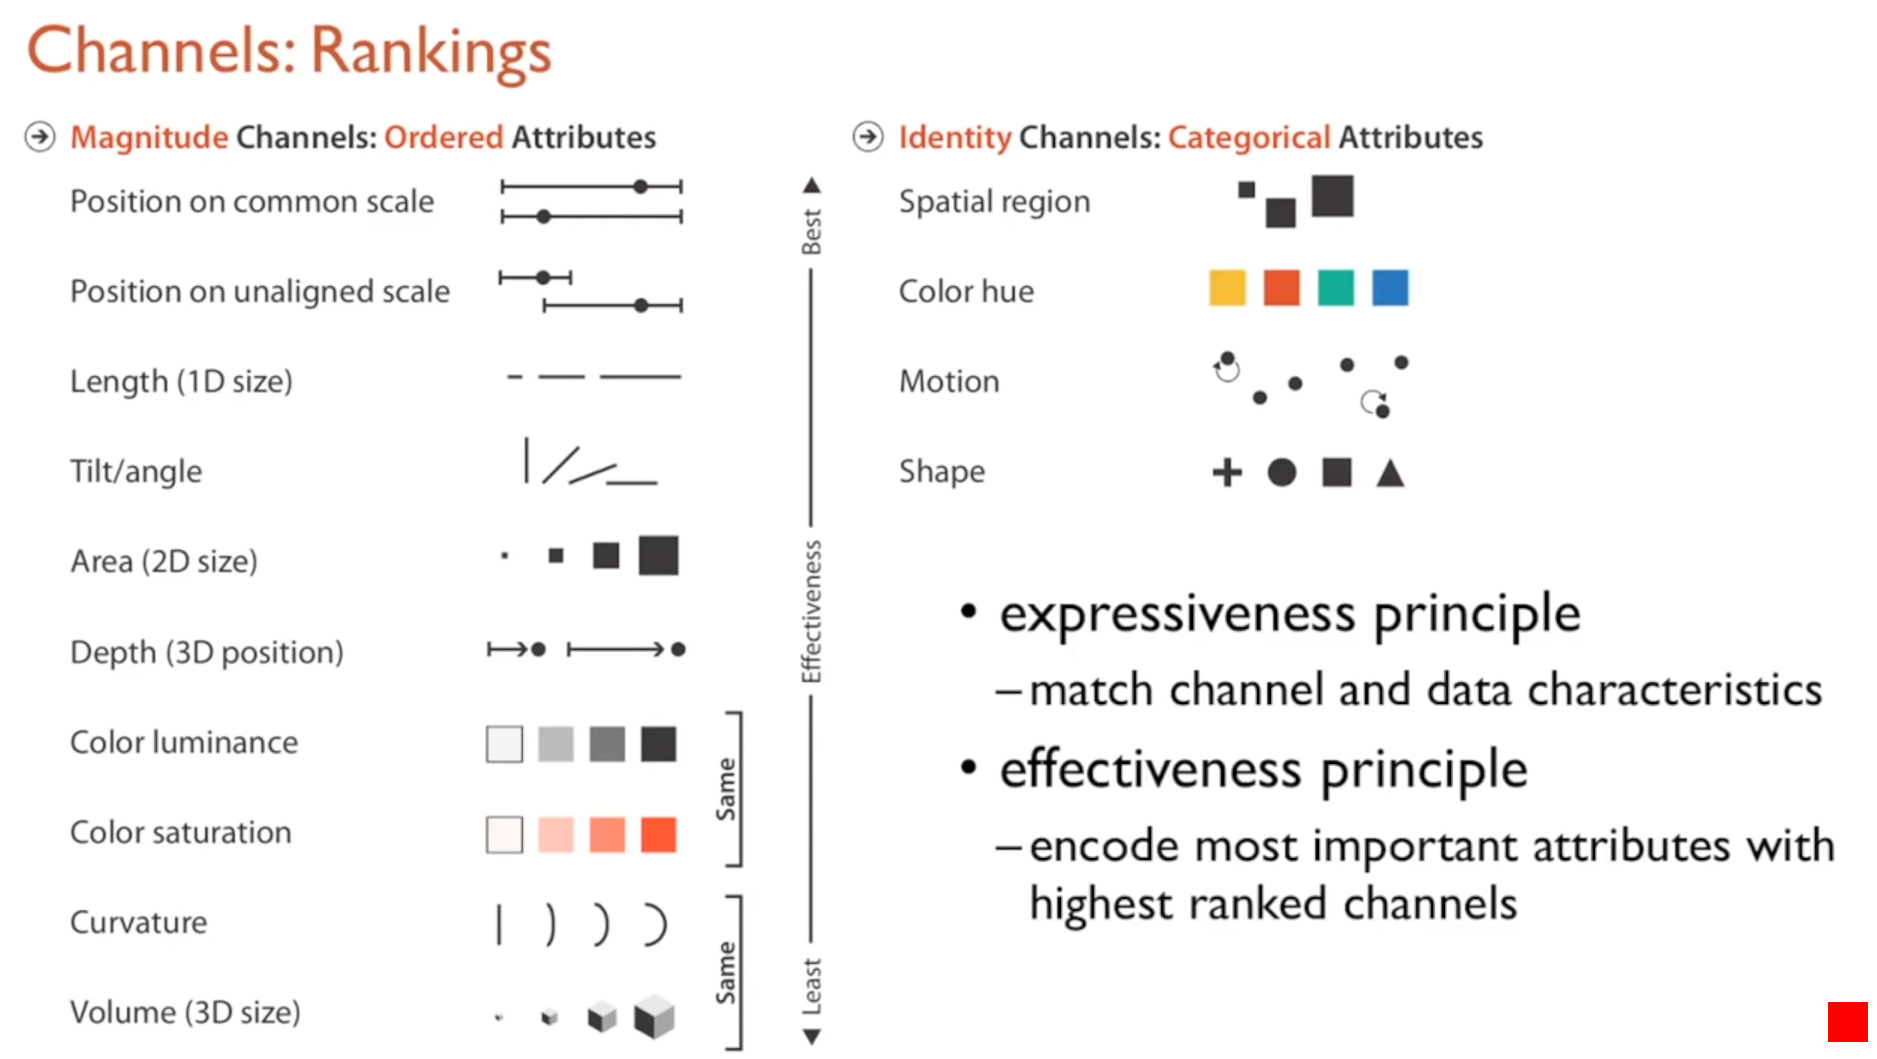 Channels: Rankings
Magnitude Channels: Ordered Attributes
Position on common scale
Position on unaligned scale
Length (1D size)
Tilt/angle
Area (2D size)
Depth (3D position)
Color luminance
Color saturation
Curvature
Volume (3D size)
Same
Same
Best
Effectiveness
Least
Identity Channels: Categorical Attributes
Spatial region
Color hue
Motion
Shape
• expressiveness principle
– match channel and data characteristics
• effectiveness principle
– encode most important attributes with
highest ranked channels